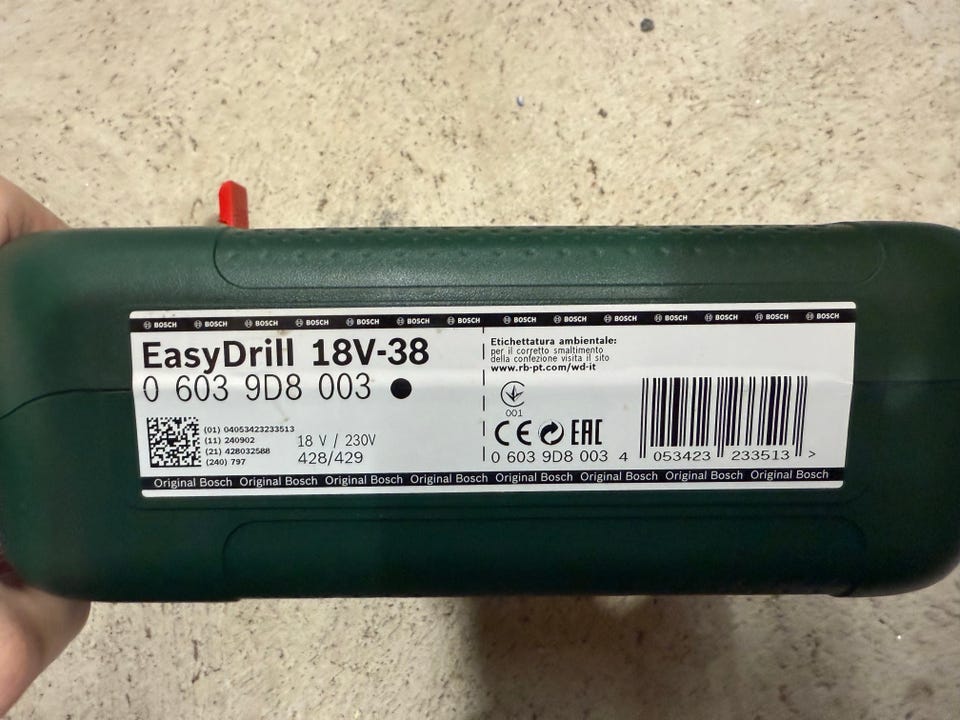 BOSCH BOSCH BOSCH BOSCH BOSCH BOSCH BOSCH BOSCH BOSCH BOSCH BOSCH BOSCH BOSCH BOSCH
EasyDrill 18V-38
0 603 9D8 003
(01) 04053423233513
(11) 240902
(21) 428032588
(240) 797
18 V / 230V
428/429
Etichettatura ambientale:
per il corretto smaltimento
della confezione visita il sito
www.rb-pt.com/wd-it
001
CE EAC
0 603 9D8 003
4 053423 233513 >
Original Bosch Original Bosch Original Bosch Original Bosch Original Bosch Original Bosch Original Bosch Original Bosch